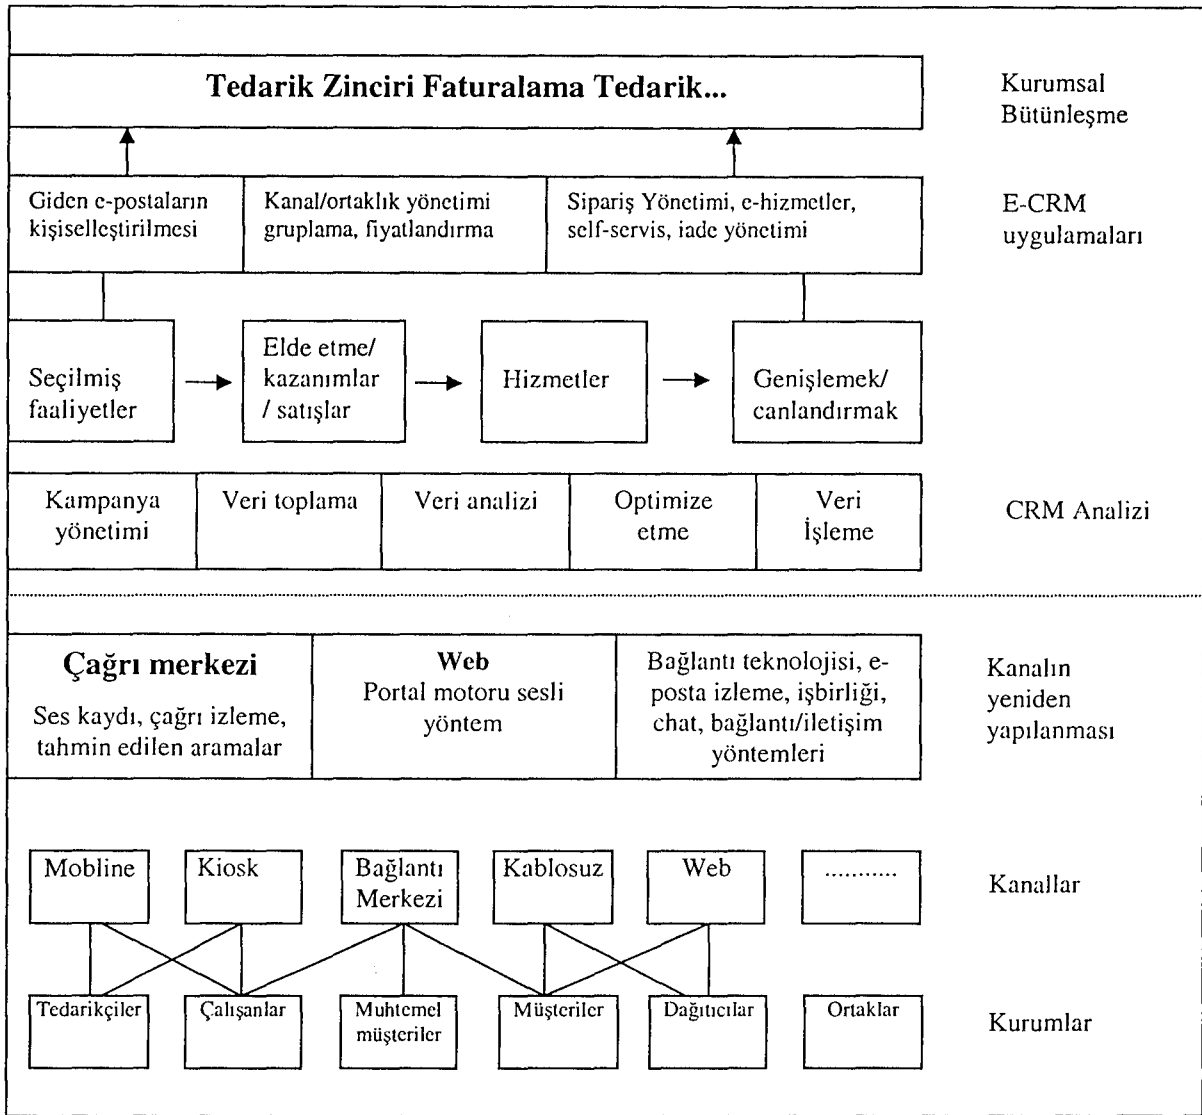 Tedarik Zinciri Faturalama Tedarik...
Kurumsal
Bütünleşme
Giden e-postaların
kişiselleştirilmesi
Kanal/ortaklık yönetimi
gruplama, fiyatlandırma
Sipariş Yönetimi, e-hizmetler,
self-servis, iade yönetimi
E-CRM
uygulamaları
Seçilmiş
faaliyetler
Elde etme/
kazanımlar
/ satışlar
Hizmetler
Genişlemek/
canlandırmak
Kampanya
yönetimi
Veri toplama
Veri analizi
Optimize
etme
Veri
İşleme
CRM Analizi
Çağrı merkezi
Ses kaydı, çağrı izleme,
tahmin edilen aramalar
Web
Portal motoru sesli
yöntem
Bağlantı teknolojisi, e-
posta izleme, işbirliği,
chat, bağlantı/iletişim
yöntemleri
Kanalın
yeniden
yapılanması
Mobline
Kiosk
Bağlantı
Merkezi
Kablosuz
Web
...........
Kanallar
Tedarikçiler
Çalışanlar
Muhtemel
müşteriler
Müşteriler
Dağıtıcılar
Ortaklar
Kurumlar